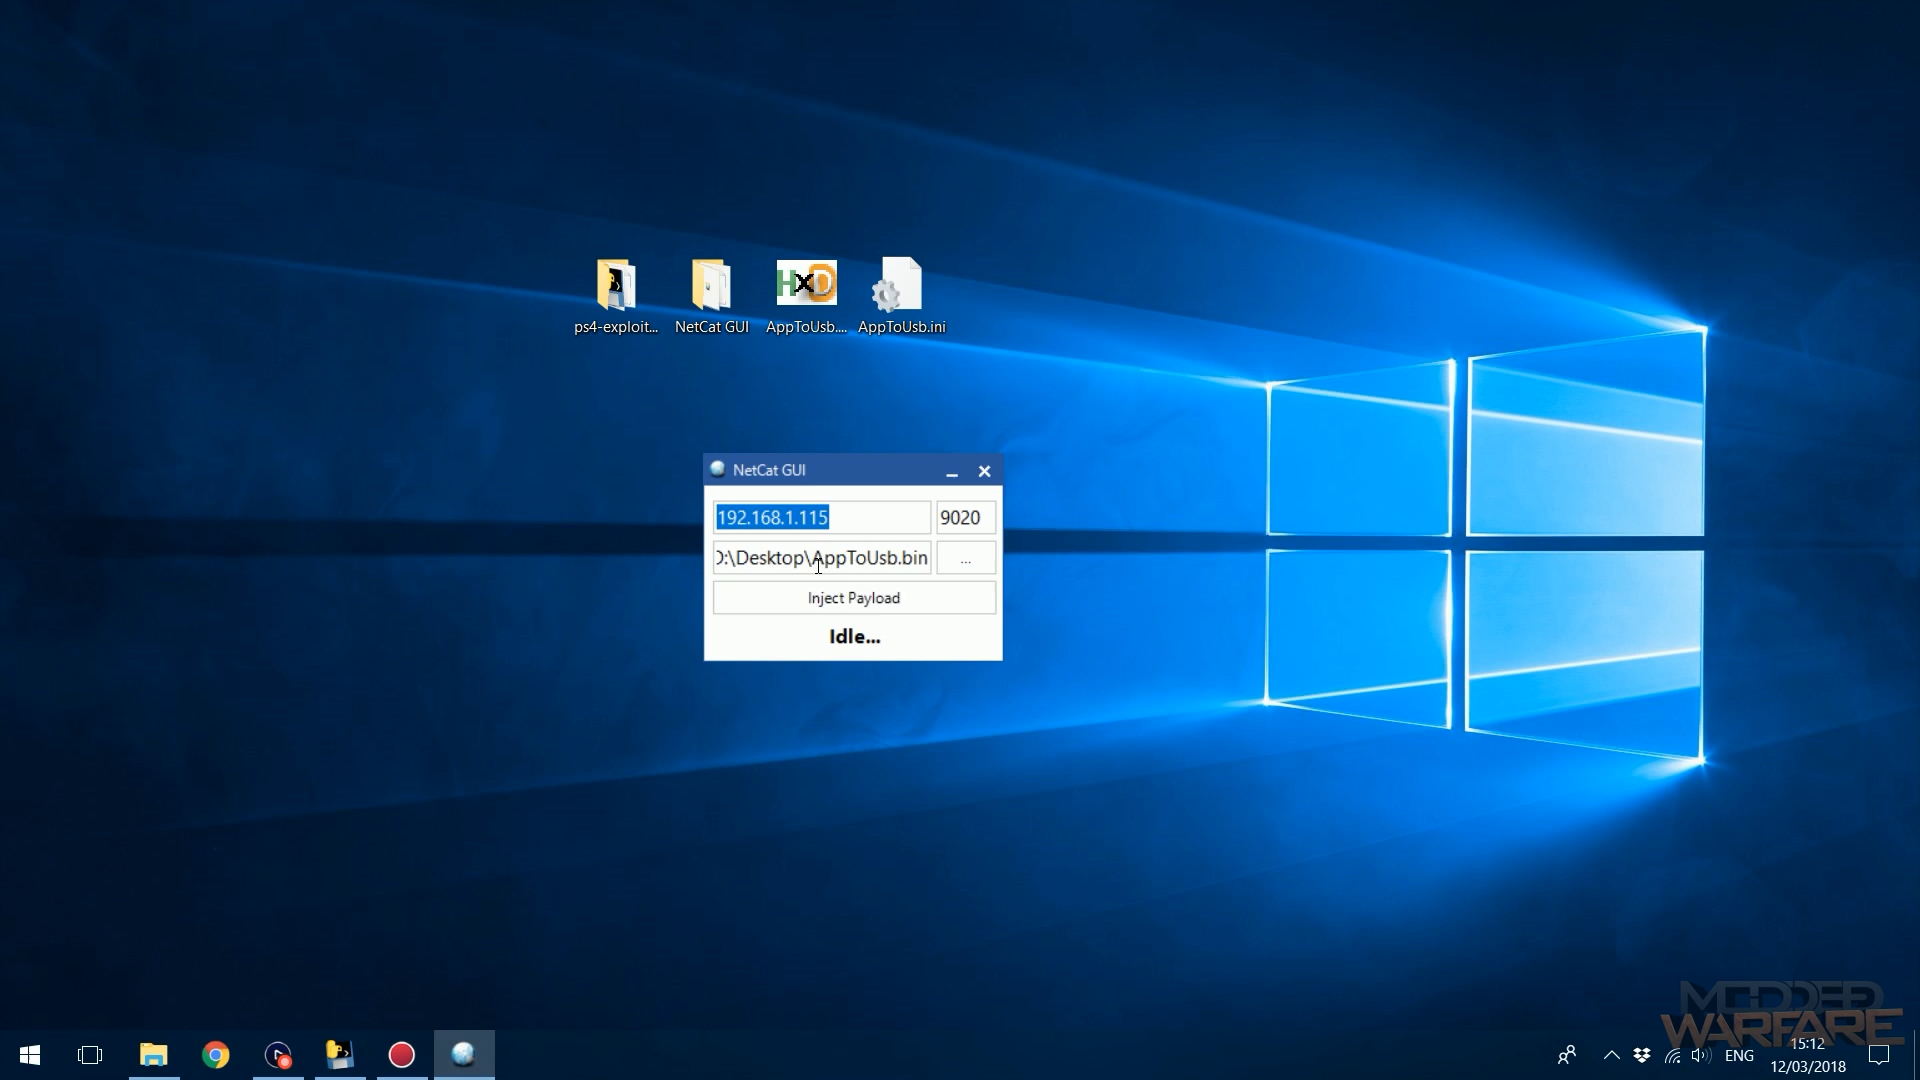 HxD
ps4-exploit...
NetCat GUI
AppToUsb....
AppToUsb.ini
NetCat GUI
192.168.1.115
9020
D:\Desktop\AppToUsb.bin
...
Inject Payload
Idle...
MODDED
WARFARE
ENG
15:12
12/03/2018